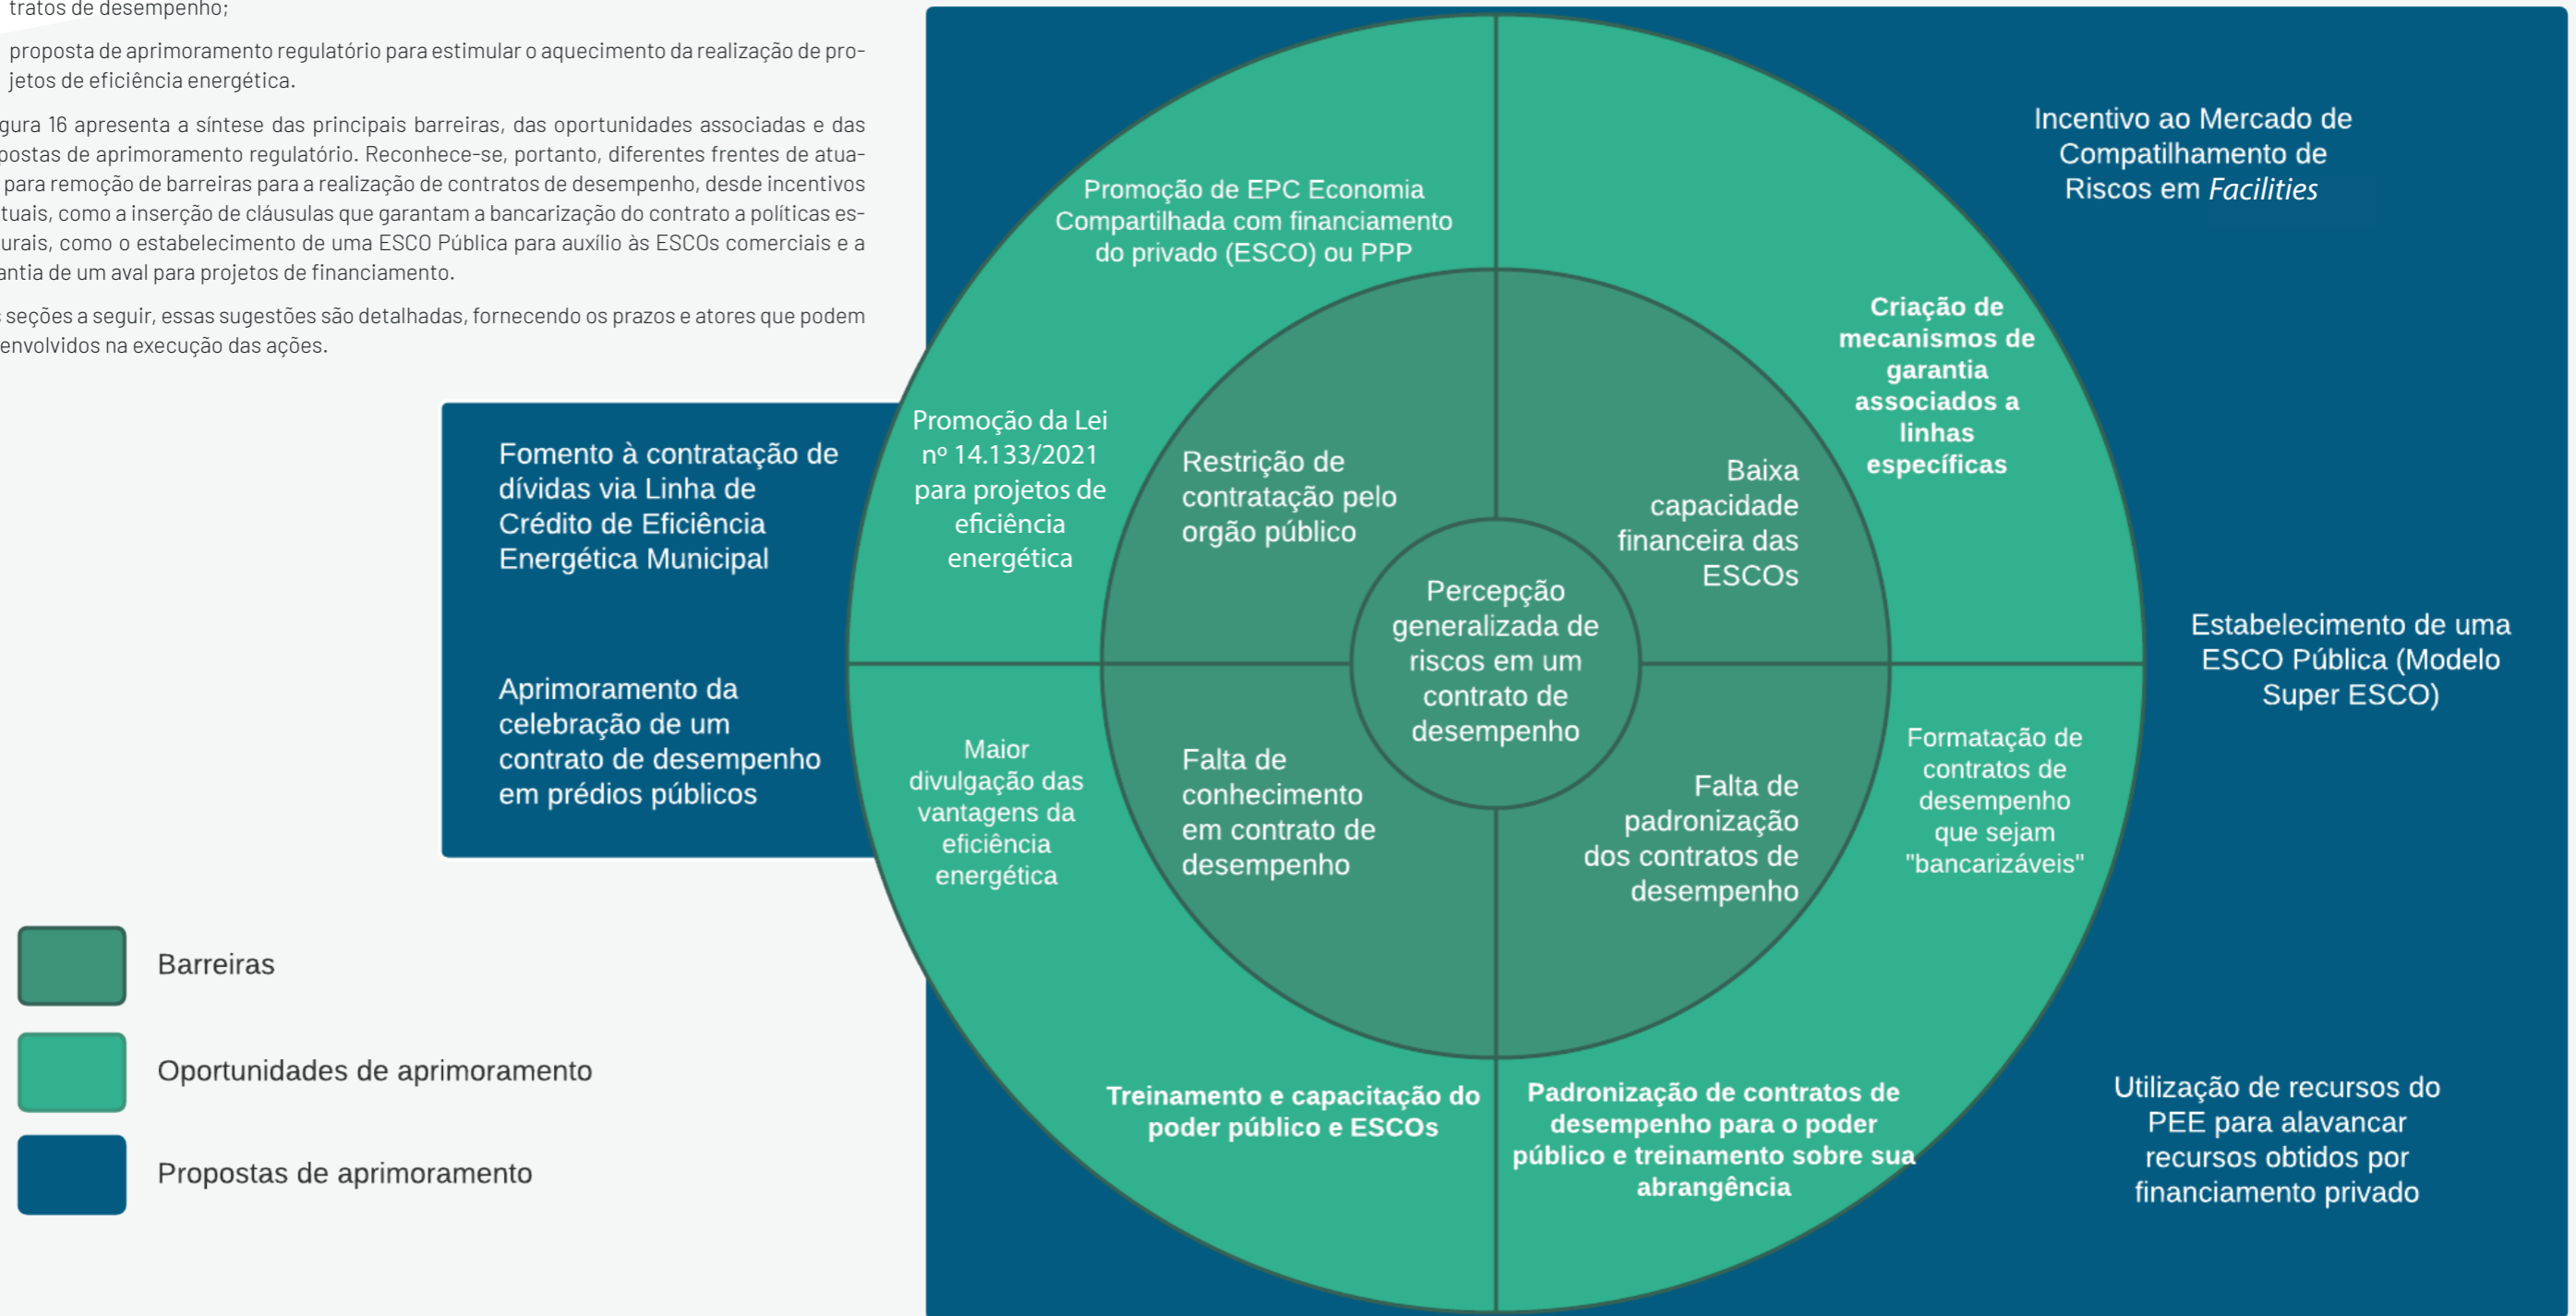 tratos de desempenho;
proposta de aprimoramento regulatório para estimular o aquecimento da realização de pro-
jetos de eficiência energética.
gura 16 apresenta a síntese das principais barreiras, das oportunidades associadas e das
postas de aprimoramento regulatório. Reconhece-se, portanto, diferentes frentes de atua-
para remoção de barreiras para a realização de contratos de desempenho, desde incentivos
tuais, como a inserção de cláusulas que garantam a bancarização do contrato a políticas es-
urais, como o estabelecimento de uma ESCO Pública para auxílio às ESCOs comerciais e a
antia de um aval para projetos de financiamento.
s seções a seguir, essas sugestões são detalhadas, fornecendo os prazos e atores que podem
envolvidos na execução das ações.
Fomento à contratação de
dívidas via Linha de
Crédito de Eficiência
Energética Municipal
Aprimoramento da
celebração de um
contrato de desempenho
em prédios públicos
Barreiras
Oportunidades de aprimoramento
Propostas de aprimoramento
Promoção de EPC Economia
Compartilhada com financiamento
do privado (ESCO) ou PPP
Promoção da Lei
nº 14.133/2021
para projetos de
eficiência
energética
Restrição de
contratação pelo
orgão público
Baixa
capacidade
financeira das
ESCOs
Criação de
mecanismos de
garantia
associados a
linhas
específicas
Percepção
generalizada de
riscos em um
contrato de
desempenho
Maior
divulgação das
vantagens da
eficiência
energética
Falta de
conhecimento
em contrato de
desempenho
Falta de
padronização
dos contratos de
desempenho
Formatação de
contratos de
desempenho
que sejam
"bancarizáveis"
Treinamento e capacitação do
poder público e ESCOs
Padronização de contratos de
desempenho para o poder
público e treinamento sobre sua
abrangência
Incentivo ao Mercado de
Compatilhamento de
Riscos em Facilities
Estabelecimento de uma
ESCO Pública (Modelo
Super ESCO)
Utilização de recursos do
PEE para alavancar
recursos obtidos por
financiamento privado